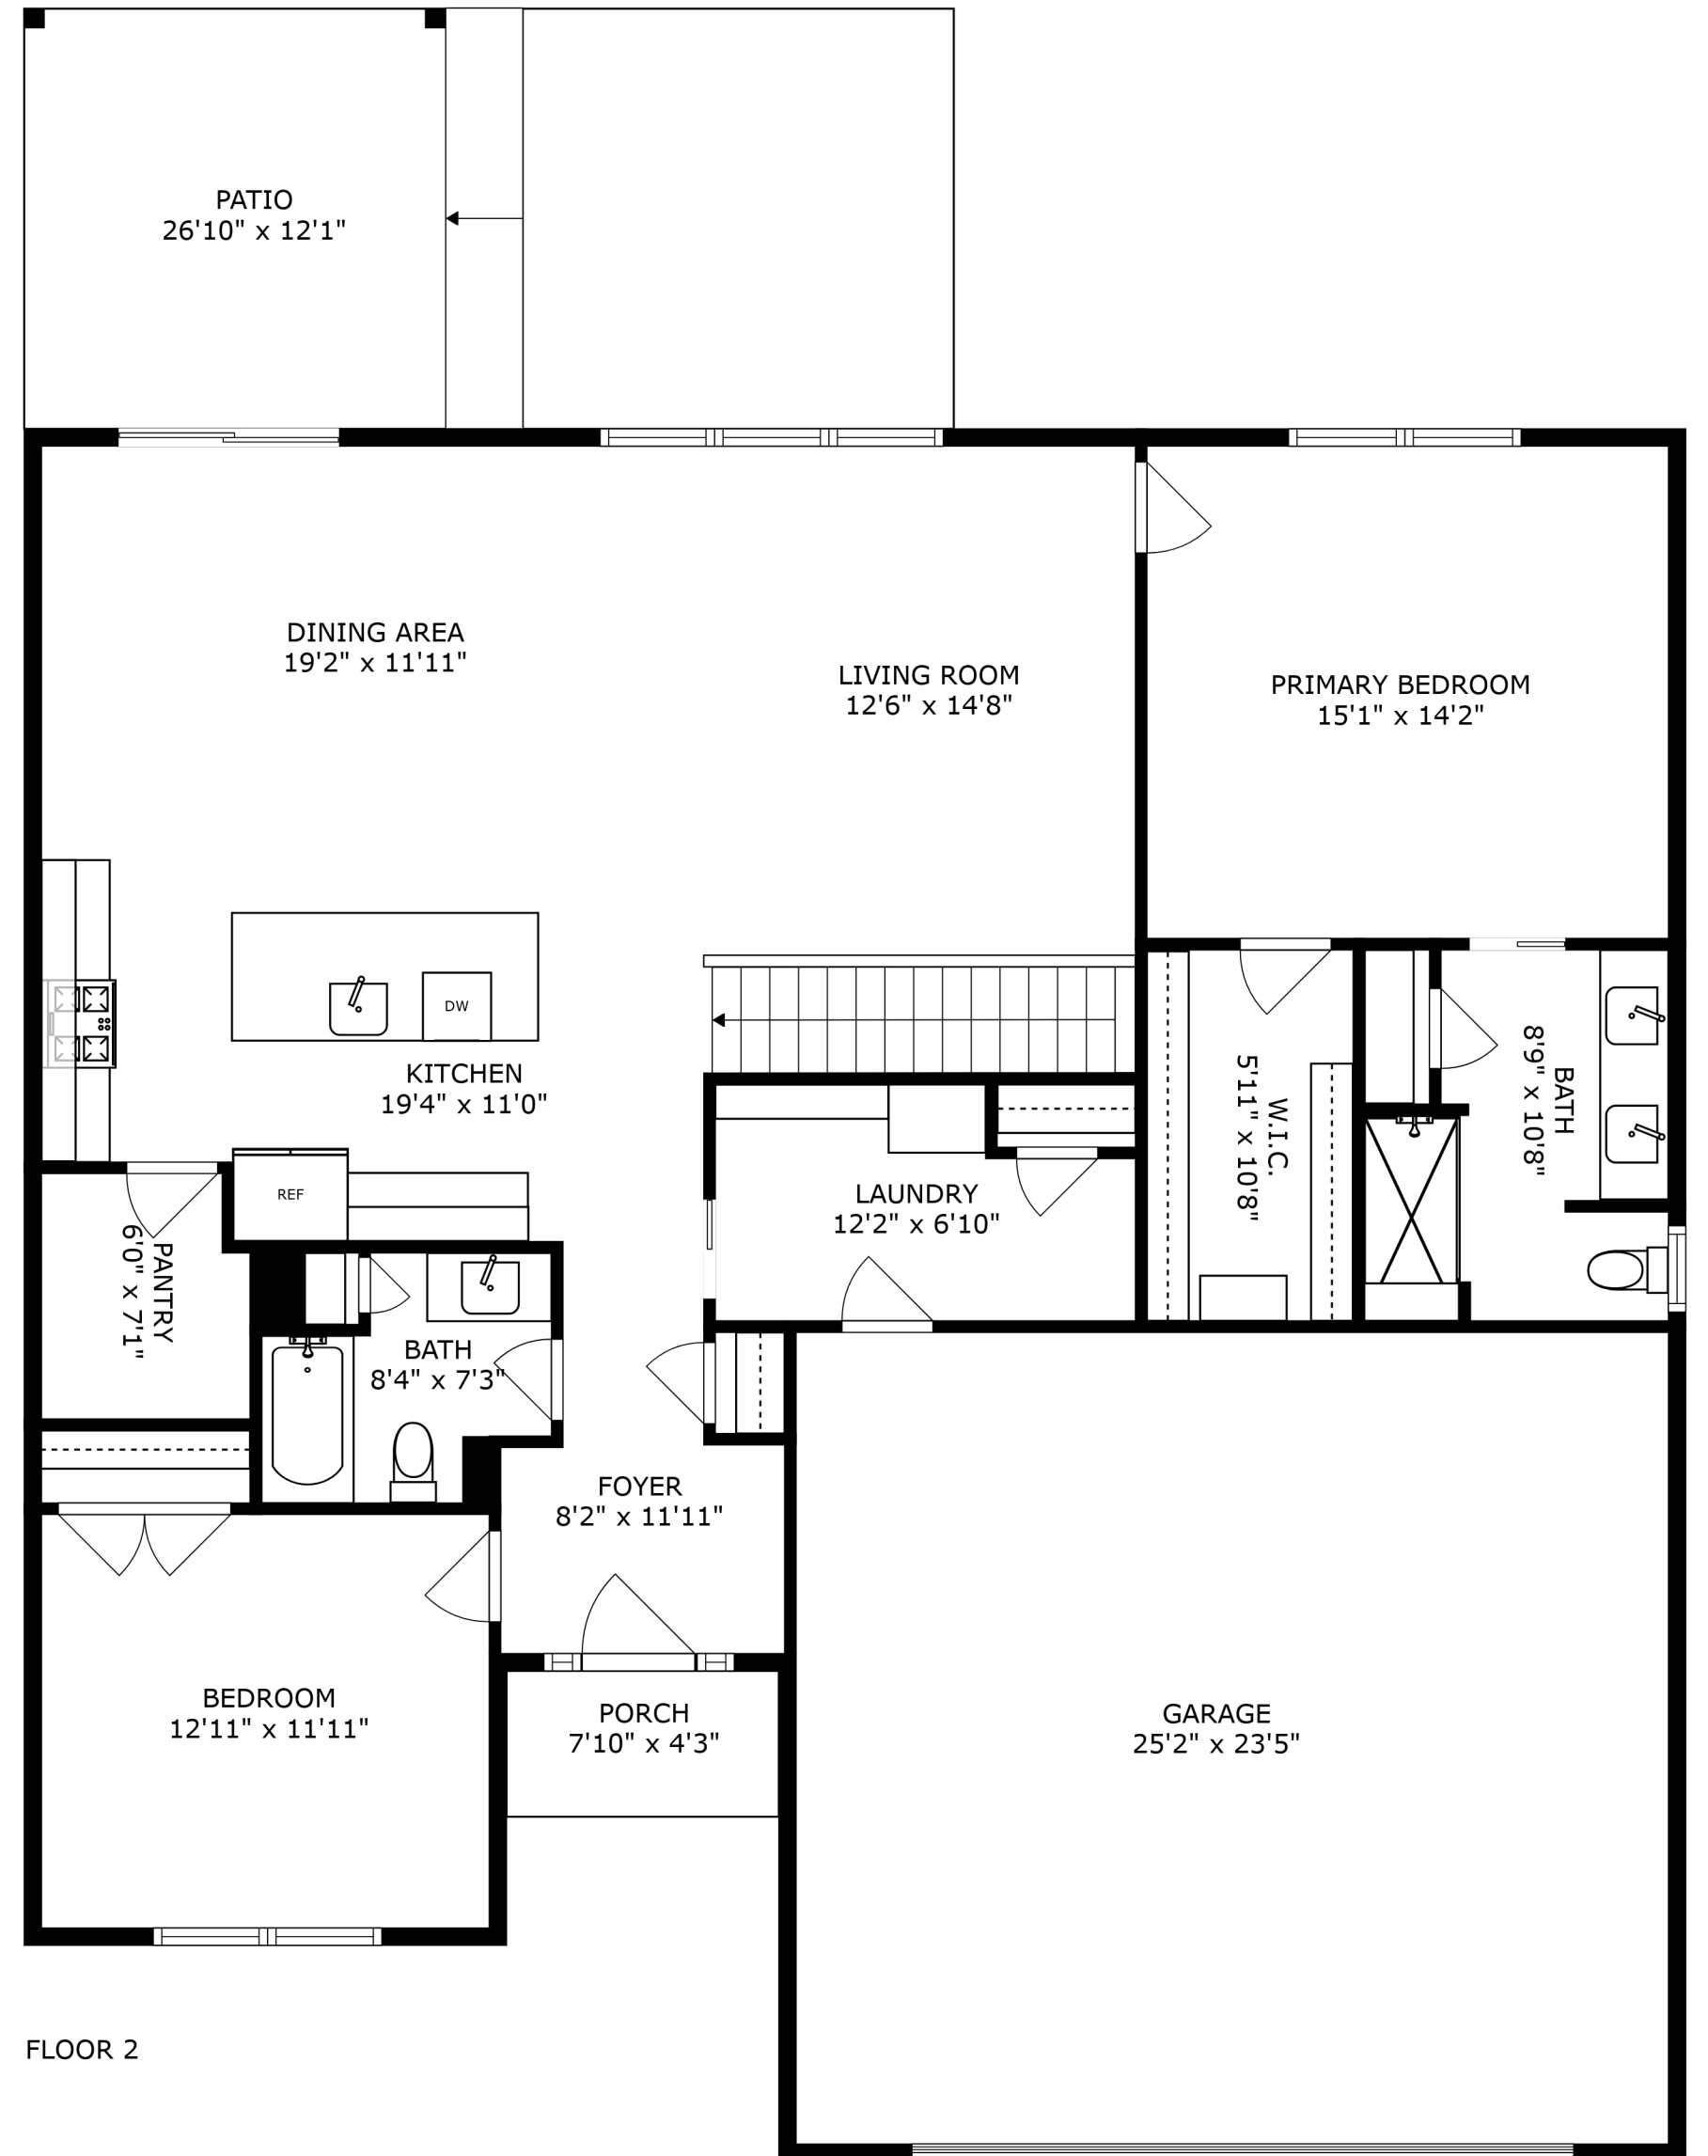 PATIO
26'10" x 12'1"
DINING AREA
19'2" x 11'11"
LIVING ROOM
12'6" x 14'8"
PRIMARY BEDROOM
15'1" x 14'2"
DW
KITCHEN
19'4" x 11'0"
REF
LAUNDRY
12'2" x 6'10"
W.I.C.
5'11" x 10'8"
BATH
8'9" x 10'8"
PANTRY
6'0" x 7'1"
BATH
8'4" x 7'3"
FOYER
8'2" x 11'11"
BEDROOM
12'11" x 11'11"
PORCH
7'10" x 4'3"
GARAGE
25'2" x 23'5"
FLOOR 2